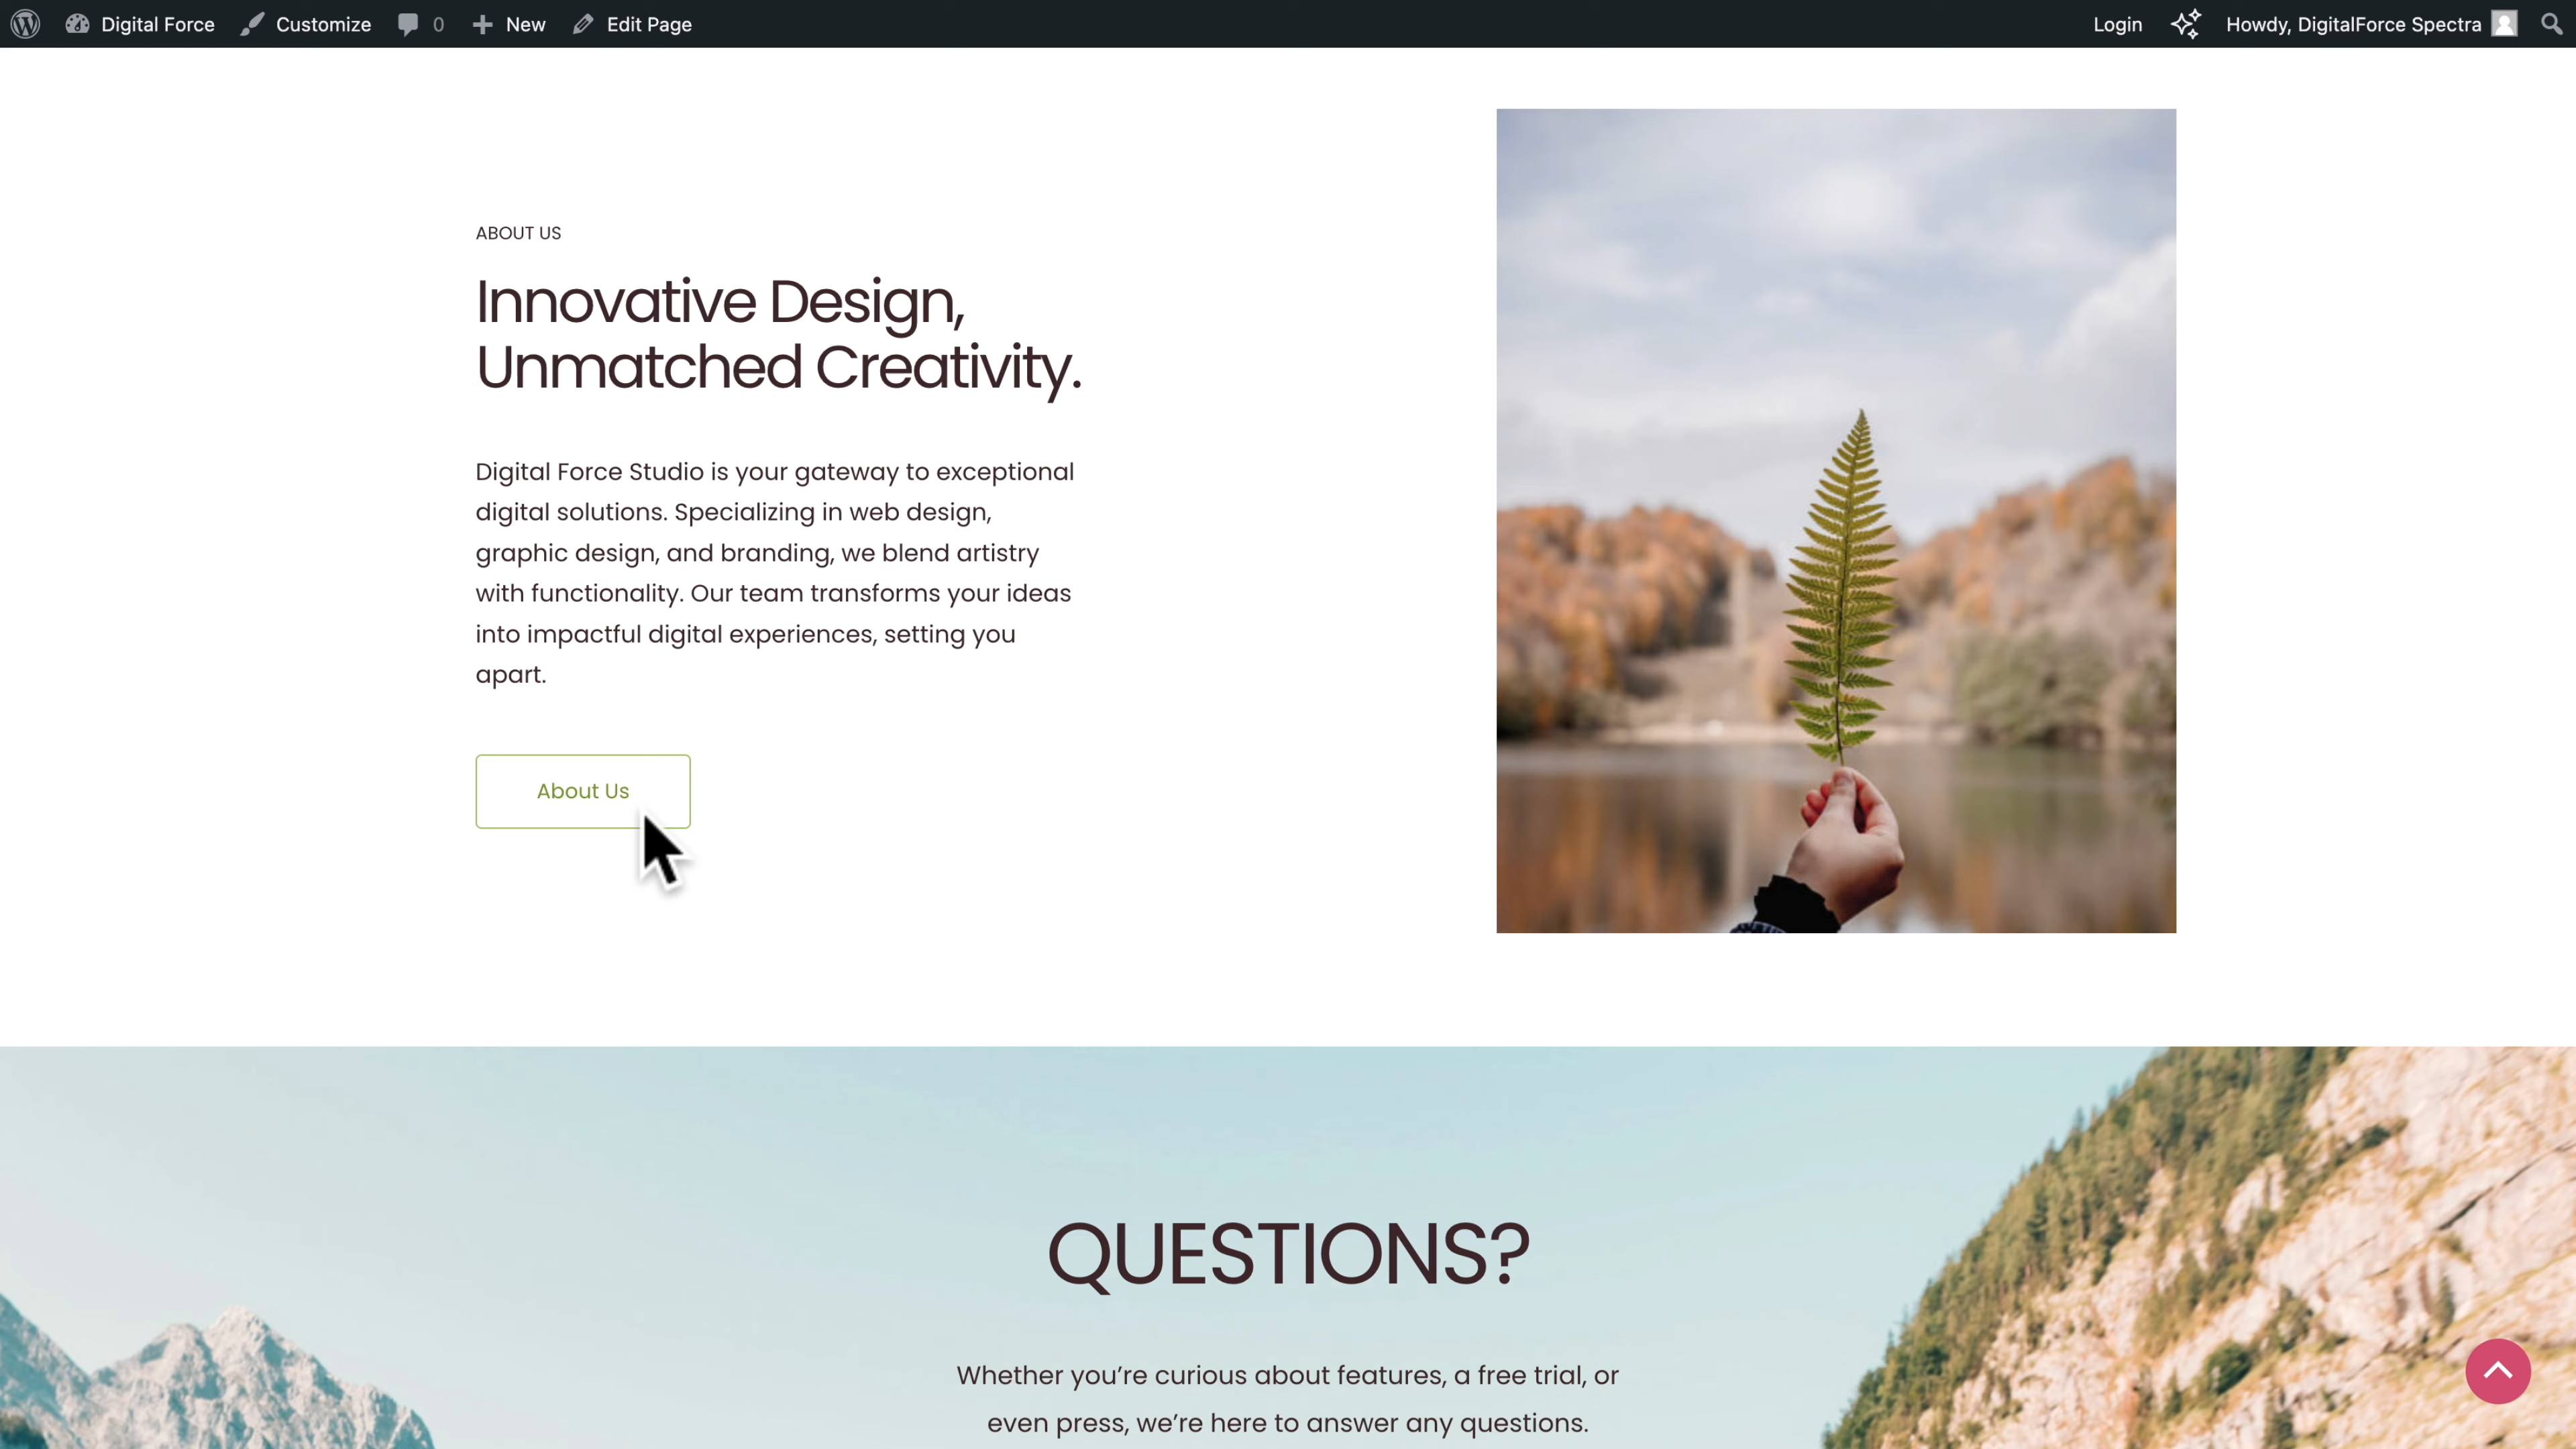 Digital Force Customize 0 New Edit Page Login Howdy, DigitalForce Spectra
ABOUT US
Innovative Design,
Unmatched Creativity.
Digital Force Studio is your gateway to exceptional
digital solutions. Specializing in web design,
graphic design, and branding, we blend artistry
with functionality. Our team transforms your ideas
into impactful digital experiences, setting you
apart.
About Us
QUESTIONS?
Whether you’re curious about features, a free trial, or
even press, we’re here to answer any questions.